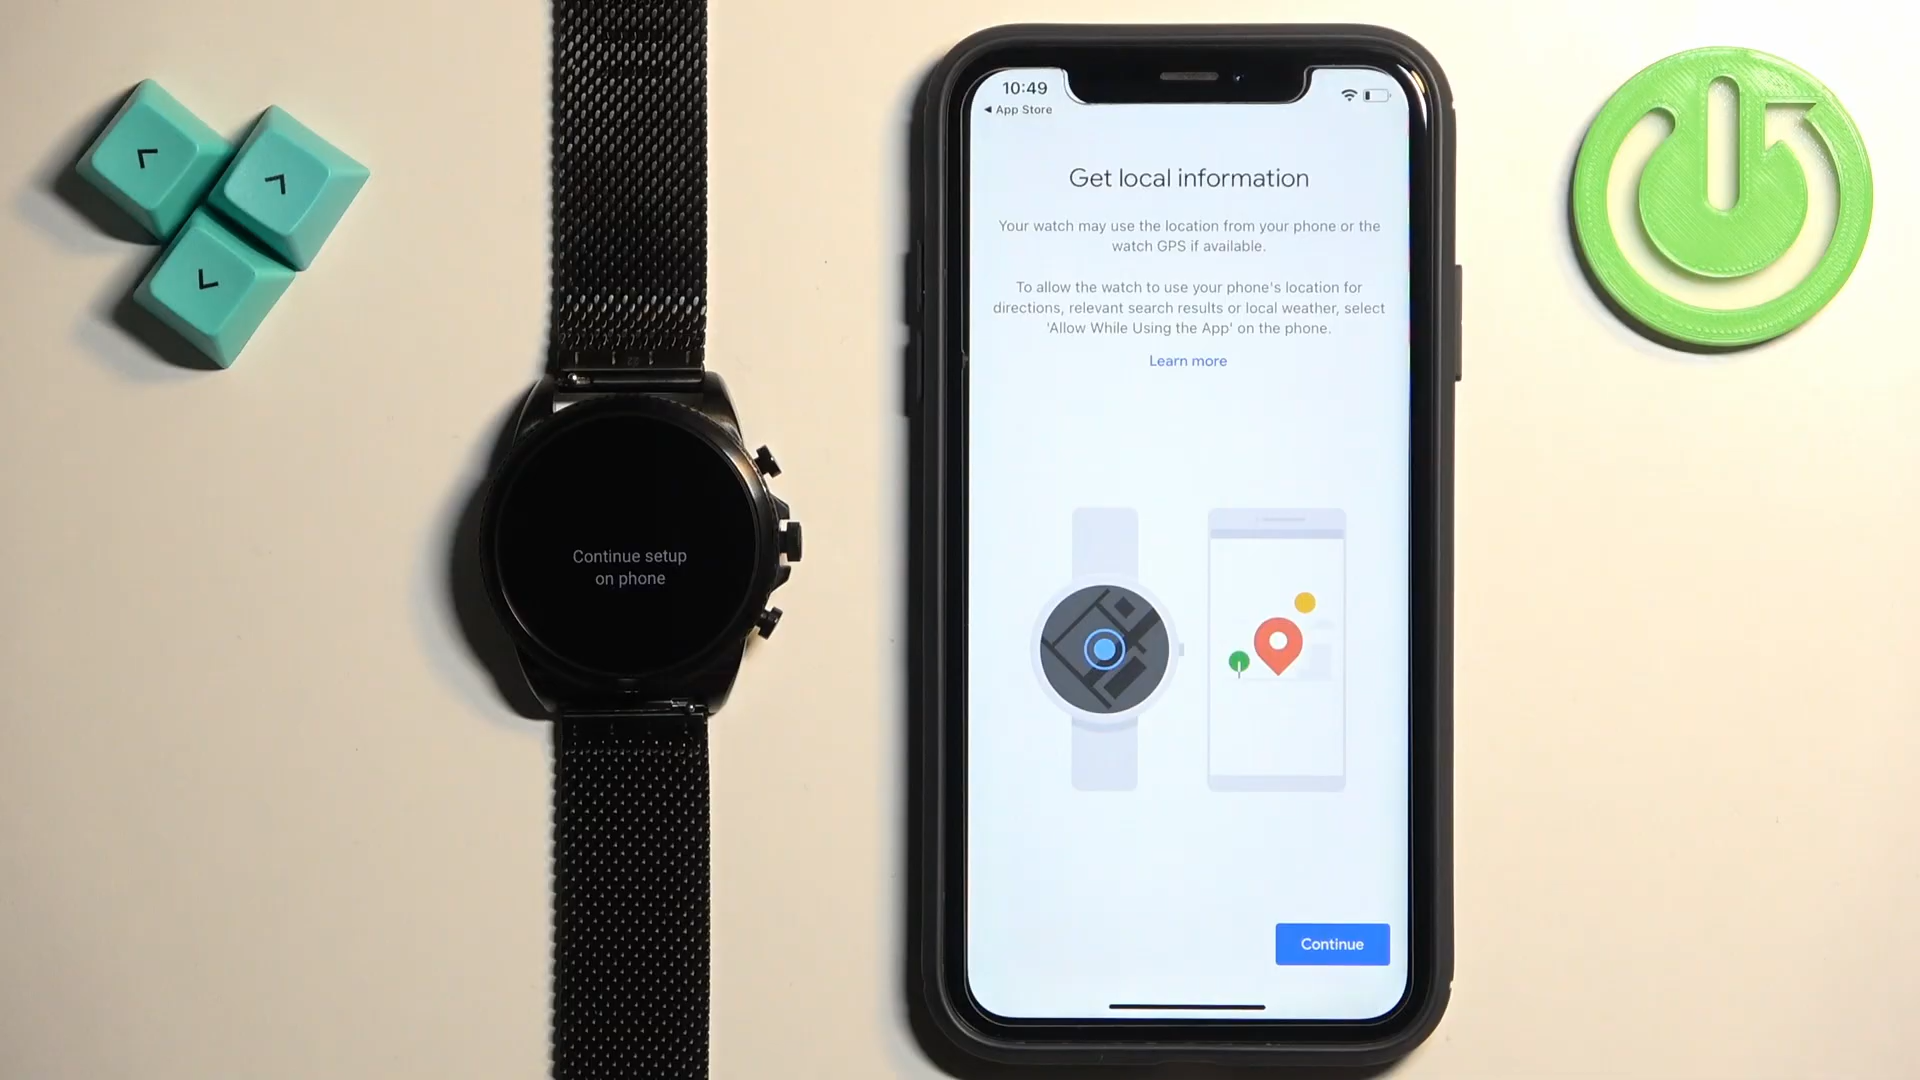 10:49
◀ App Store
Get local information
Your watch may use the location from your phone or the
watch GPS if available.
To allow the watch to use your phone's location for
directions, relevant search results or local weather, select
'Allow While Using the App' on the phone.
Learn more
Continue
Continue setup
on phone